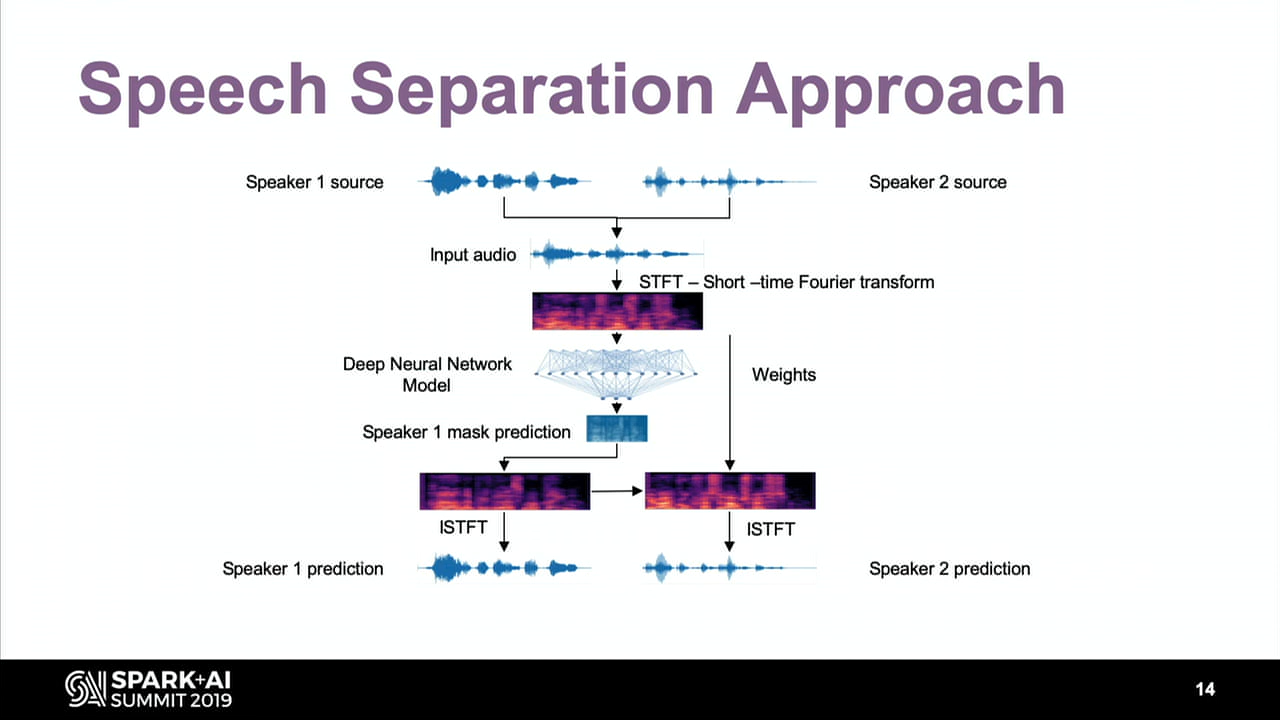 Speech Separation Approach
Speaker 1 source
Speaker 2 source
Input audio
STFT – Short –time Fourier transform
Deep Neural Network
Model
Weights
Speaker 1 mask prediction
ISTFT
ISTFT
Speaker 1 prediction
Speaker 2 prediction
SPARK+AI
SUMMIT 2019
14